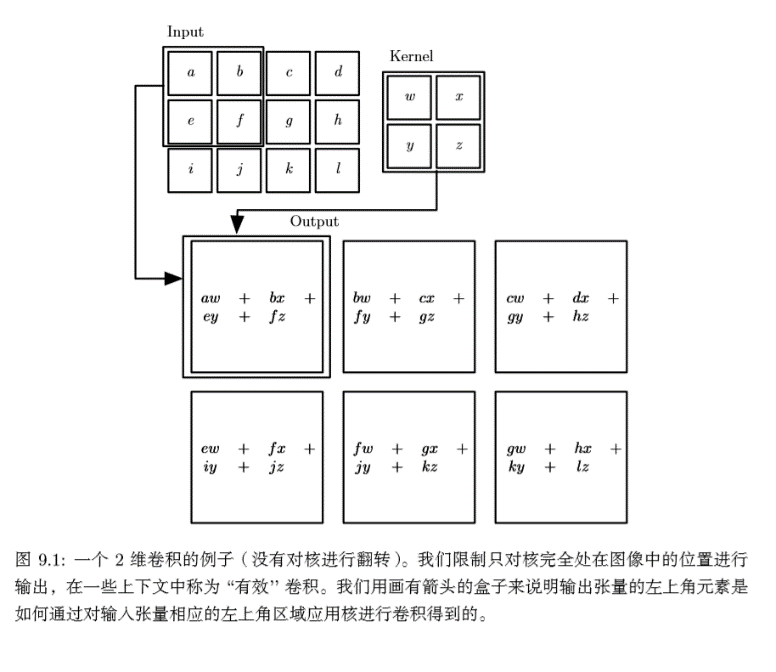 Input
Kernel
a b c d
e f g h
i j k l
w x
y z
Output
aw + bx +
ey + fz
bw + cx +
fy + gz
cw + dx +
gy + hz
ew + fx +
iy + jz
fw + gx +
jy + kz
gw + hx +
ky + lz
图 9.1: 一个 2 维卷积的例子（没有对核进行翻转）。我们限制只对核完全处在图像中的位置进行
输出，在一些上下文中称为 “有效’’ 卷积。我们用画有箭头的盒子来说明输出张量的左上角元素是
如何通过对输入张量相应的左上角区域应用核进行卷积得到的。